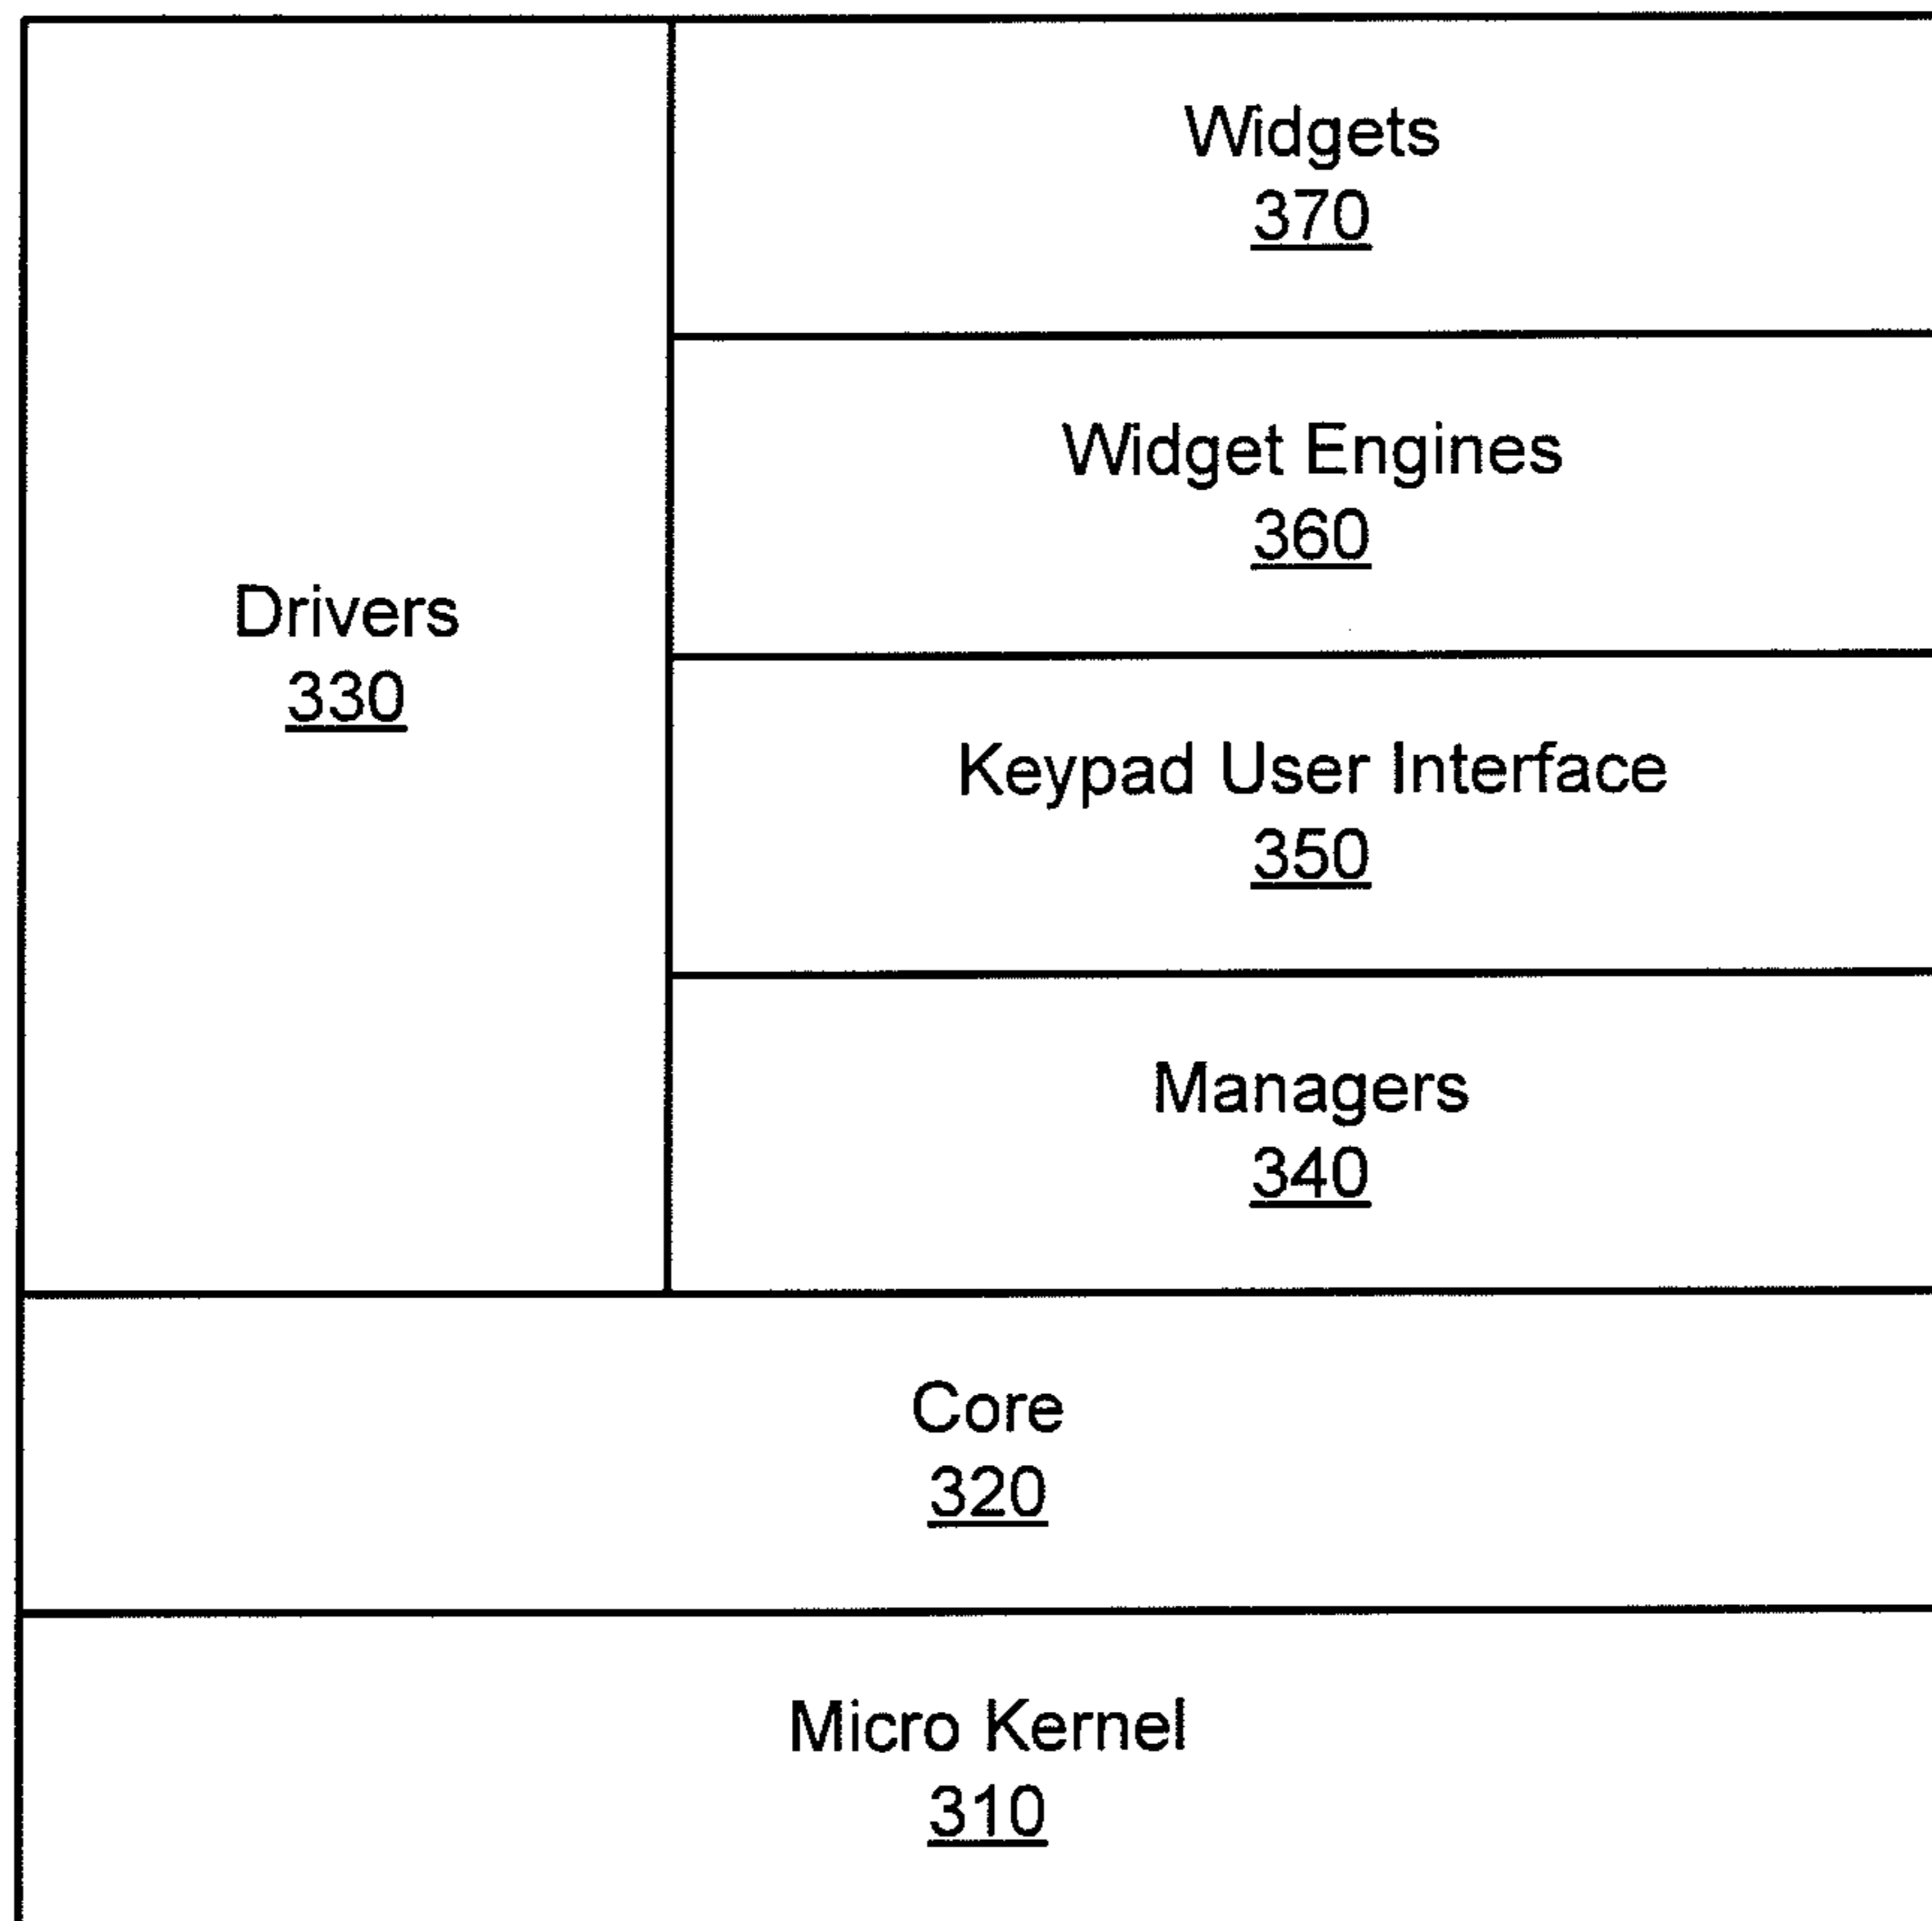 Widgets
370
Widget Engines
360
Drivers
330
Keypad User Interface
350
Managers
340
Core
320
Micro Kernel
310